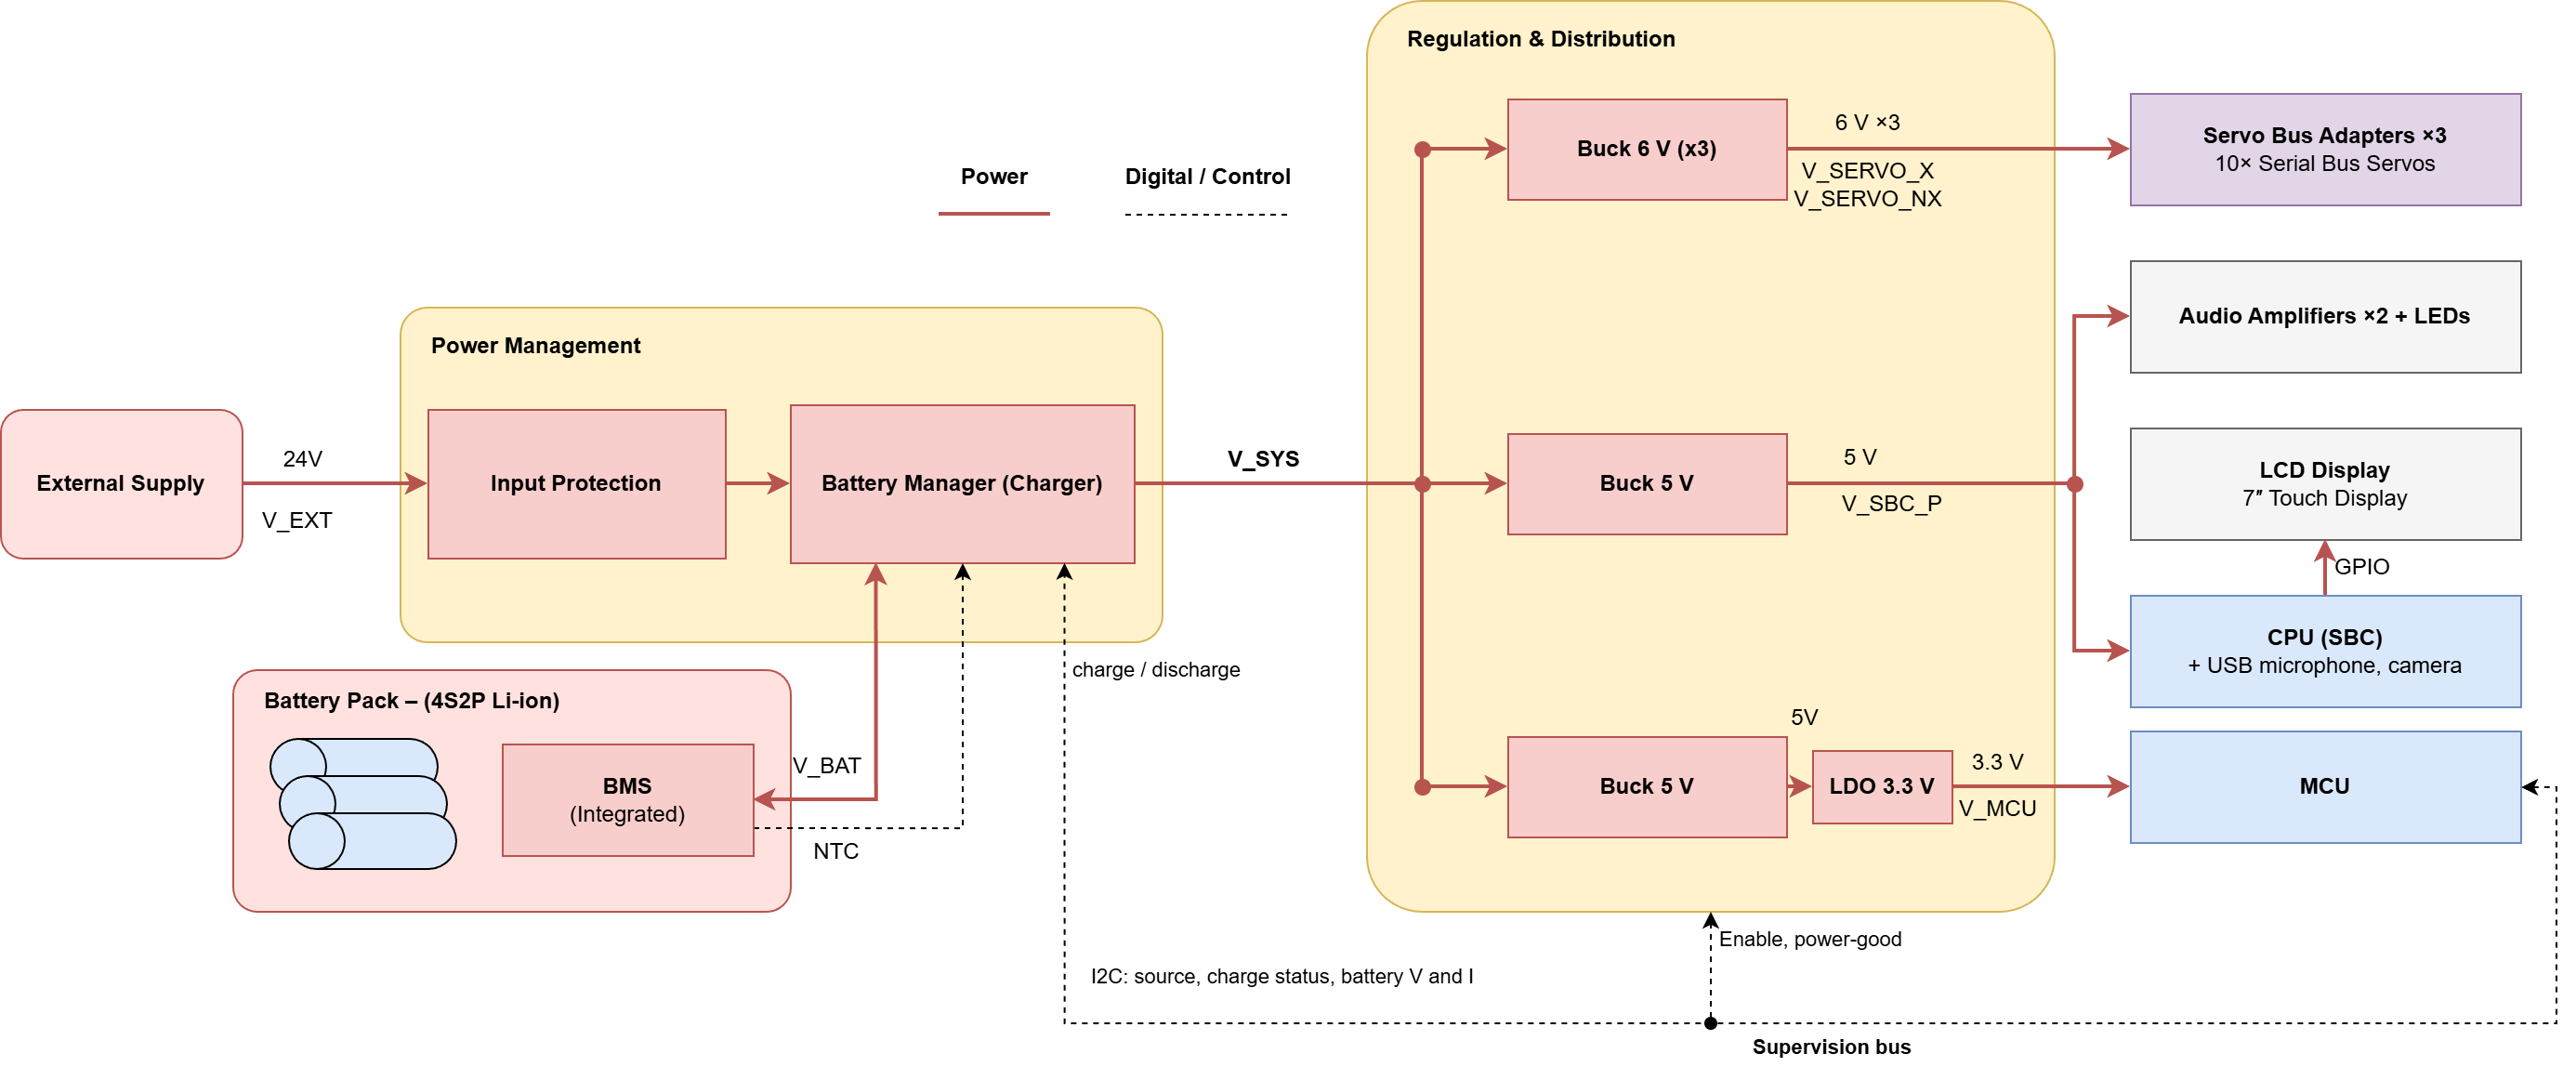 Regulation & Distribution
Buck 6 V (x3)
6 V ×3
V_SERVO_X
V_SERVO_NX
Servo Bus Adapters ×3
10× Serial Bus Servos
Power
Digital / Control
Audio Amplifiers ×2 + LEDs
Power Management
External Supply
24V
V_EXT
Input Protection
Battery Manager (Charger)
V_SYS
Buck 5 V
5 V
V_SBC_P
LCD Display
7″ Touch Display
GPIO
CPU (SBC)
+ USB microphone, camera
charge / discharge
Battery Pack – (4S2P Li-ion)
BMS
(Integrated)
V_BAT
NTC
Buck 5 V
5V
LDO 3.3 V
3.3 V
V_MCU
MCU
Enable, power-good
I2C: source, charge status, battery V and I
Supervision bus